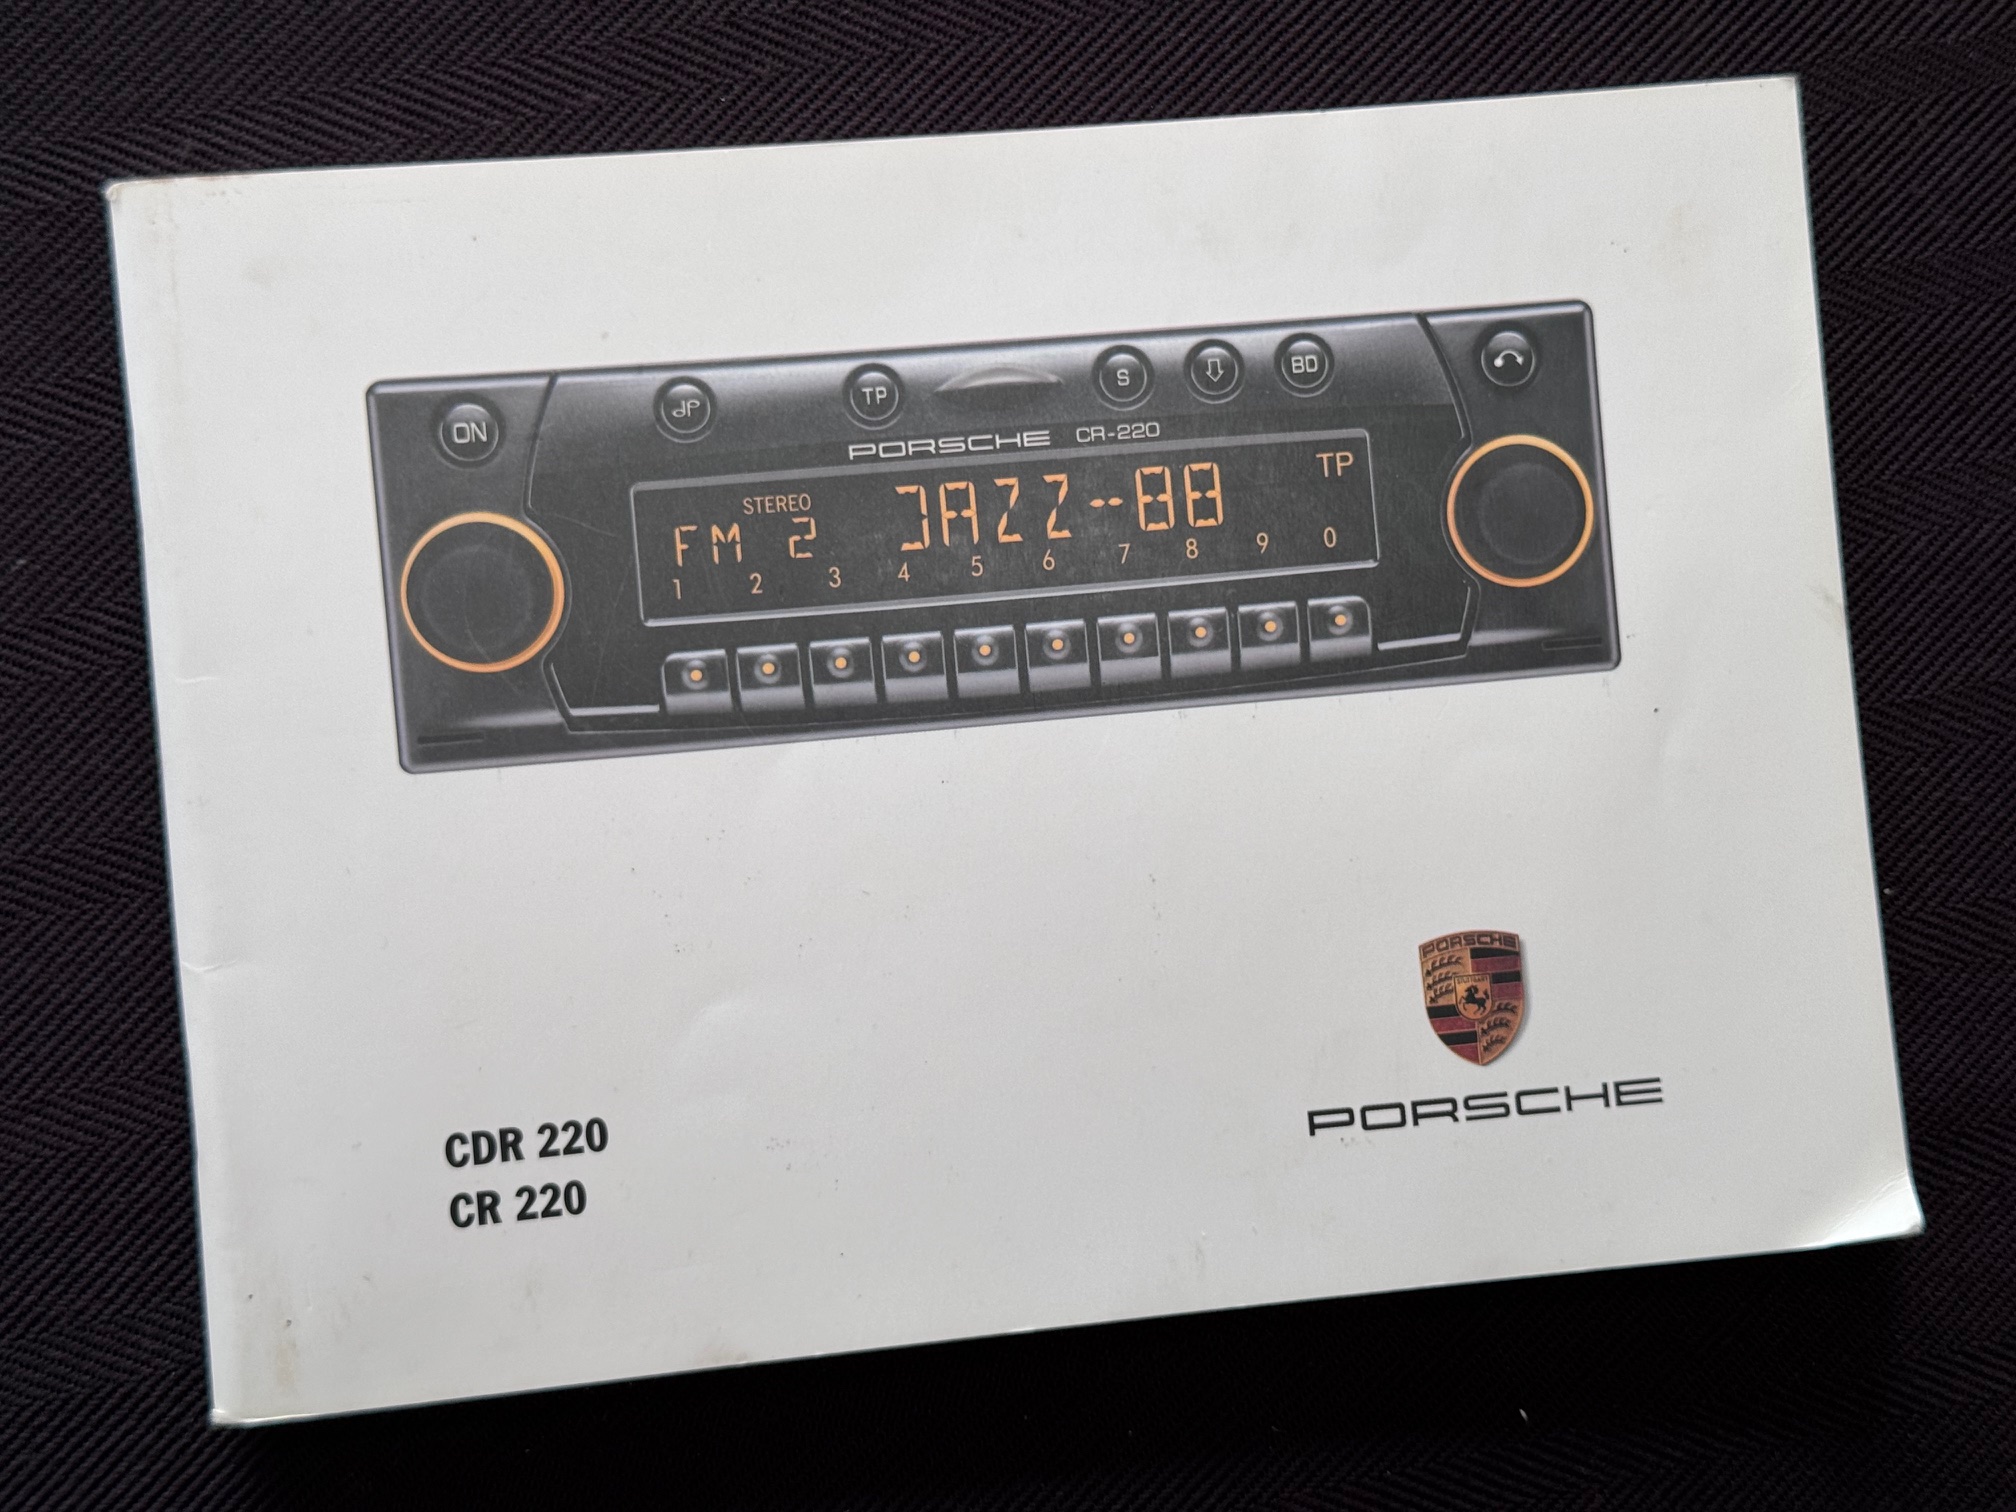 ON
TP
S
BD
PORSCHE CR-220
STEREO
TP
FM 2 JAZZ--88
1 2 3 4 5 6 7 8 9 0
PORSCHE
PORSCHE
CDR 220
CR 220